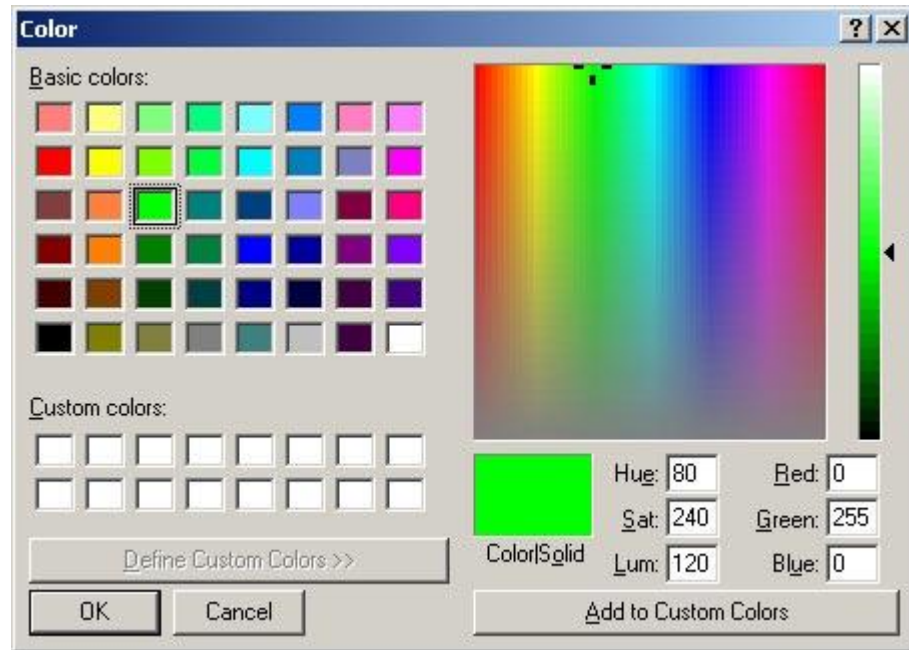 Color
Basic colors:
Custom colors:
Define Custom Colors >>
OK Cancel
Hue: 80 Red: 0
Sat: 240 Green: 255
Color|Solid Lum: 120 Blue: 0
Add to Custom Colors